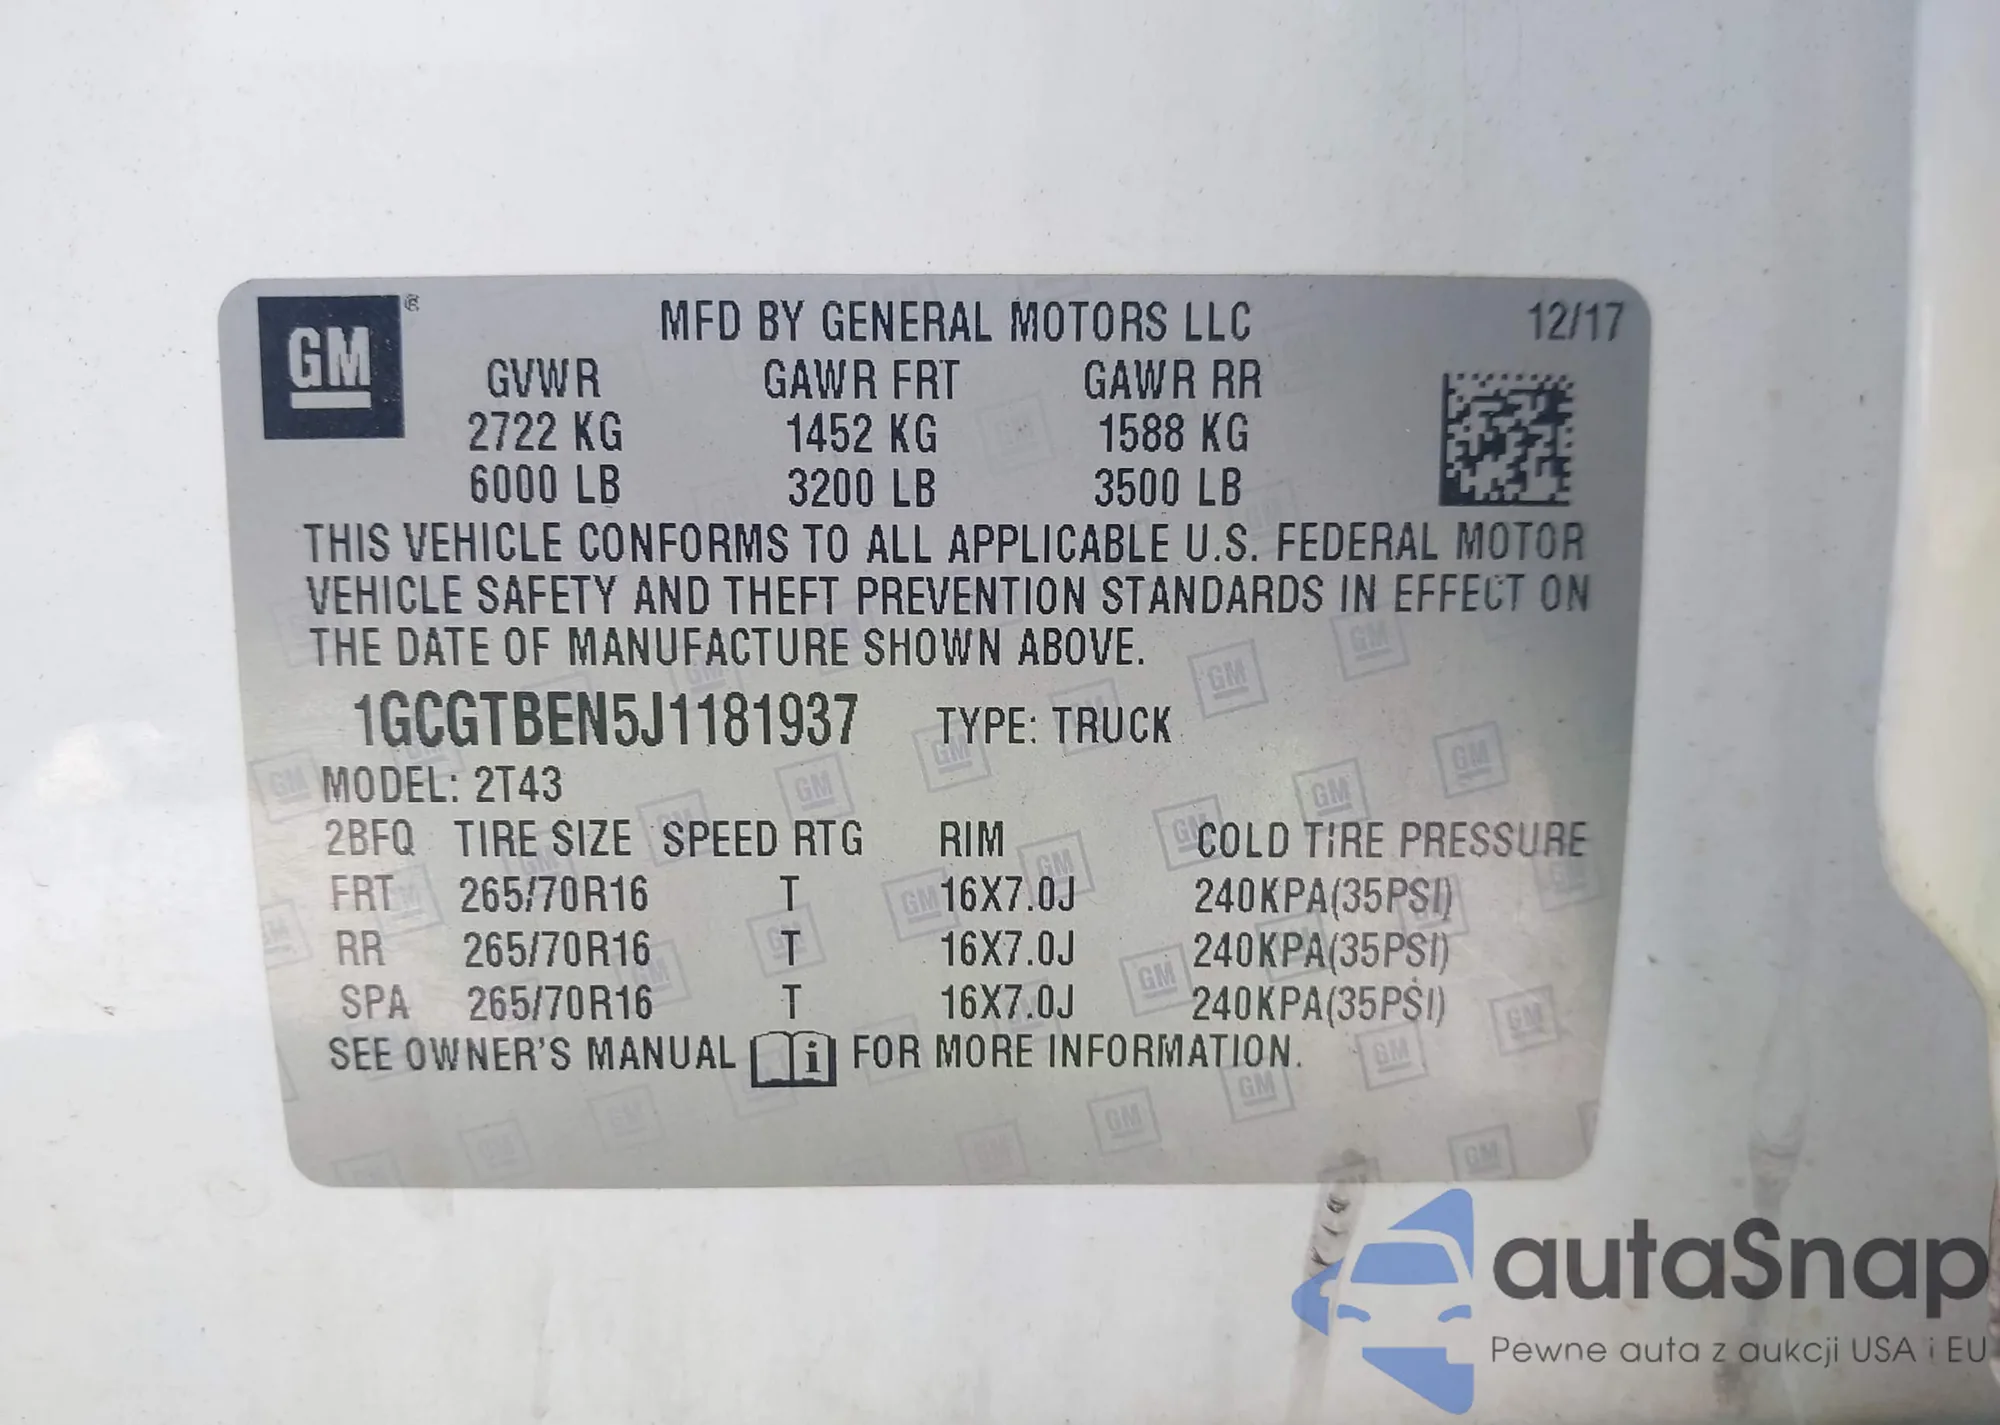 GM ®
MFD BY GENERAL MOTORS LLC 12/17
GVWR GAWR FRT GAWR RR
2722 KG 1452 KG 1588 KG
6000 LB 3200 LB 3500 LB
THIS VEHICLE CONFORMS TO ALL APPLICABLE U.S. FEDERAL MOTOR
VEHICLE SAFETY AND THEFT PREVENTION STANDARDS IN EFFECT ON
THE DATE OF MANUFACTURE SHOWN ABOVE.
1GCGTBEN5J1181937 TYPE: TRUCK
MODEL: 2T43
2BFQ TIRE SIZE SPEED RTG RIM COLD TIRE PRESSURE
FRT 265/70R16 T 16X7.0J 240KPA(35PSI)
RR 265/70R16 T 16X7.0J 240KPA(35PSI)
SPA 265/70R16 T 16X7.0J 240KPA(35PSI)
SEE OWNER'S MANUAL i FOR MORE INFORMATION.
autaSnap
Pewne auta z aukcji USA i EU